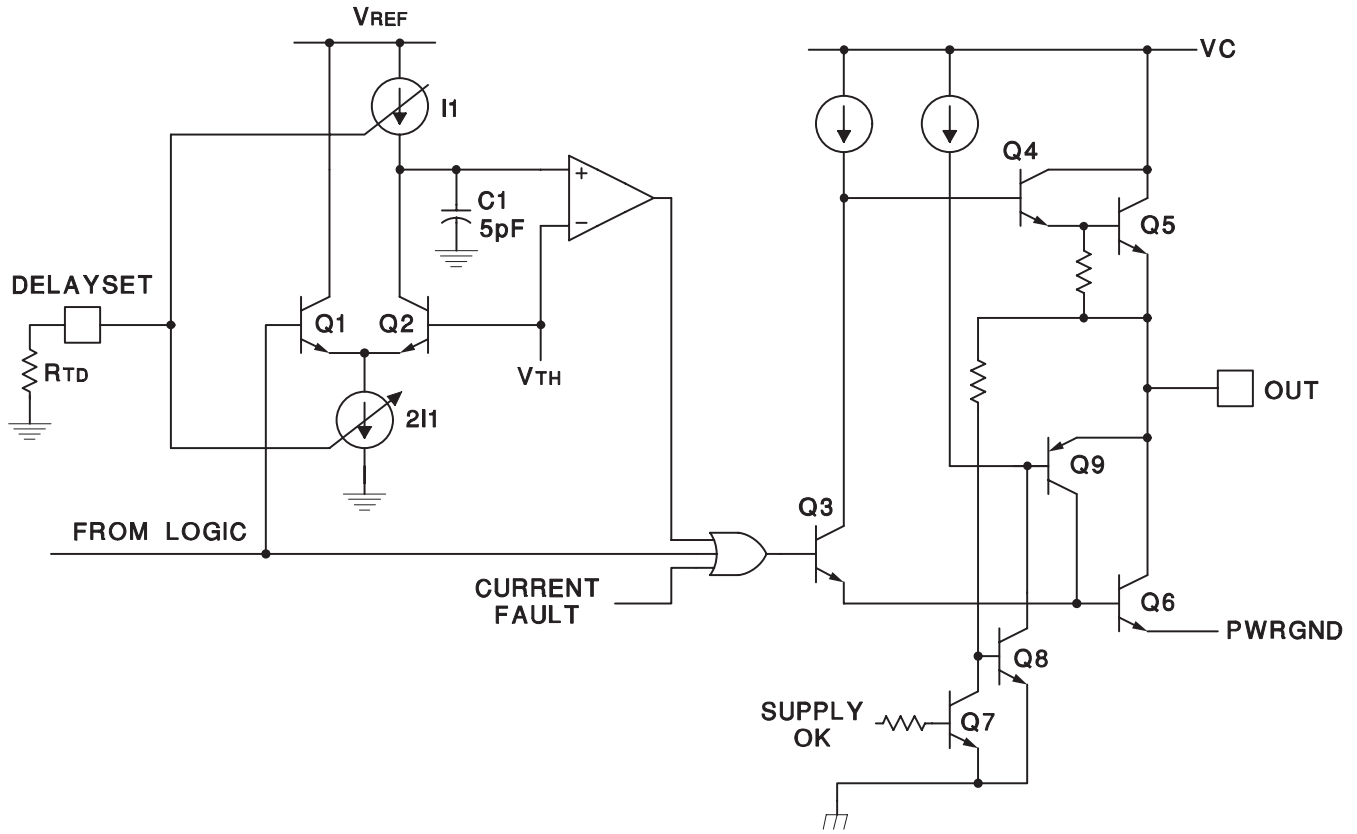 VREF
VC
I1
Q4
+
C1
5pF
−
Q5
DELAYSET
Q1
Q2
RTD
VTH
OUT
2I1
Q9
Q3
FROM LOGIC
CURRENT
FAULT
Q6
PWRGND
Q8
SUPPLY
OK
Q7